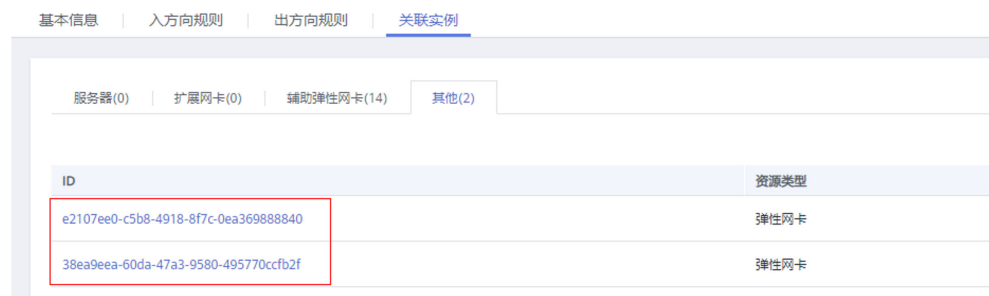 基本信息 入方向规则 出方向规则 关联实例
服务器(0) 扩展网卡(0) 辅助弹性网卡(14) 其他(2)
ID 资源类型
e2107ee0-c5b8-4918-8f7c-0ea369888840 弹性网卡
38ea9eea-60da-47a3-9580-495770ccfb2f 弹性网卡